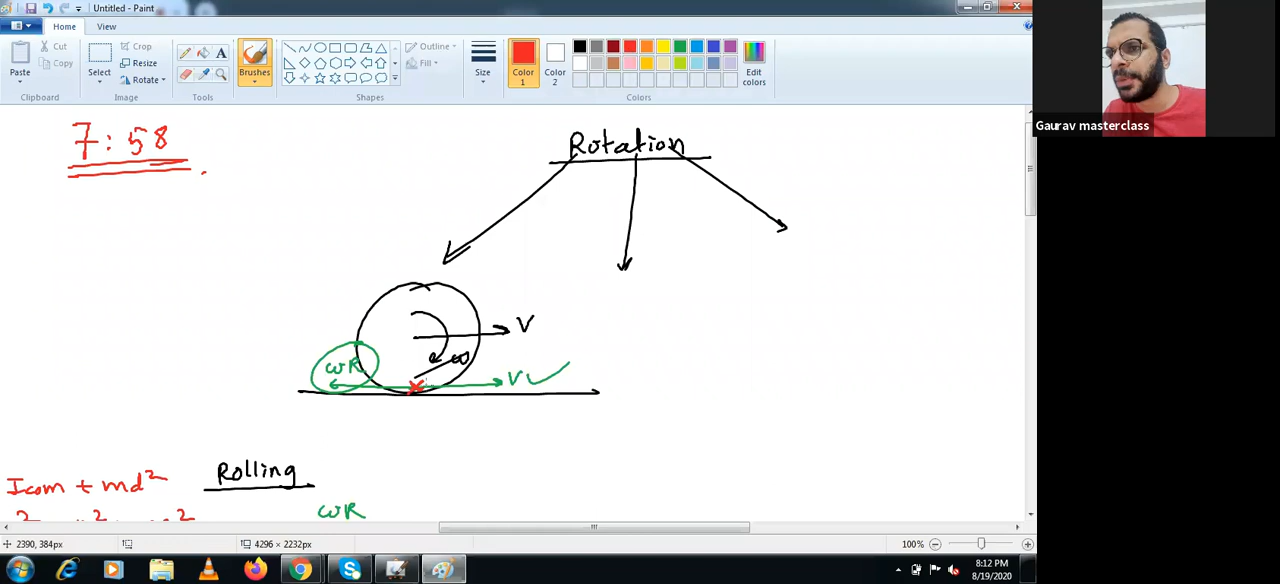 Untitled - Paint
Home View
Paste Cut Copy Clipboard
Select Crop Resize Rotate Image
Tools
Brushes
Shapes Outline Fill
Size
Color 1 Color 2 Edit colors Colors
Gaurav masterclass
7 : 58
Rotation
V
ω
ωR
V
Rolling
Icom + md²
ωR
2390, 384px
4296 × 2232px
100%
8:12 PM
8/19/2020